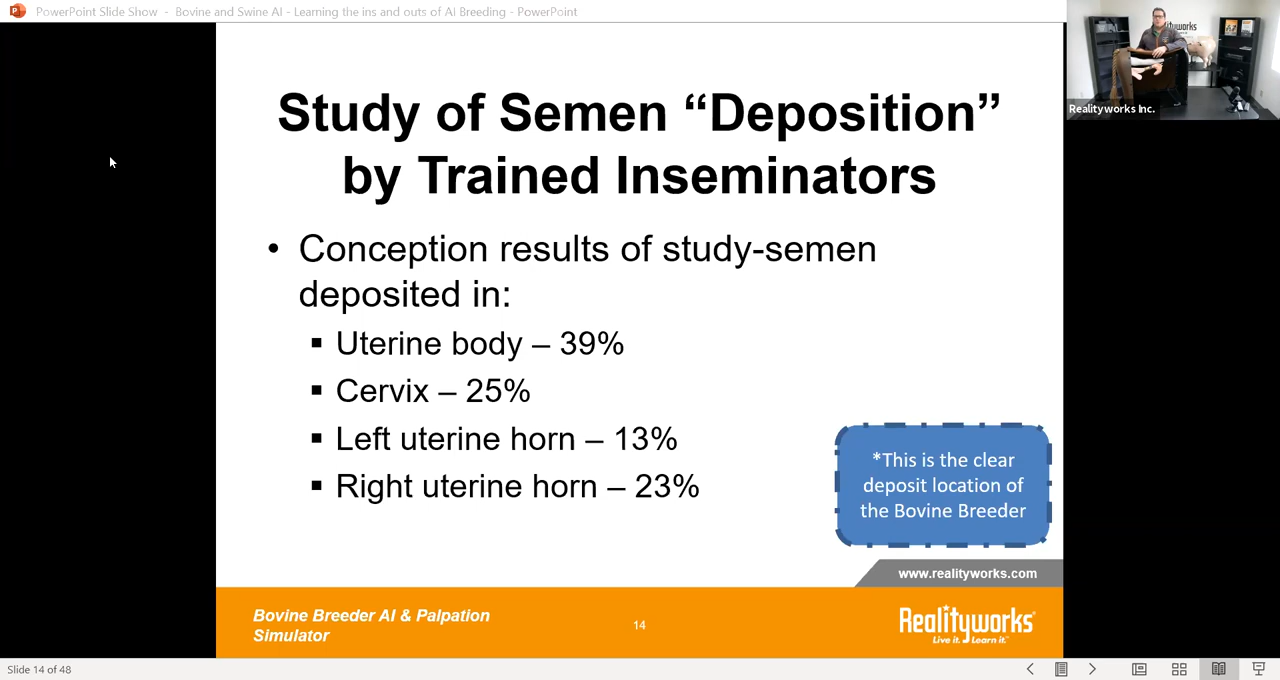 PowerPoint Slide Show - Bovine and Swine AI - Learning the ins and outs of AI Breeding - PowerPoint
Realityworks Inc.
Study of Semen “Deposition”
by Trained Inseminators
• Conception results of study-semen
deposited in:
▪ Uterine body – 39%
▪ Cervix – 25%
▪ Left uterine horn – 13%
▪ Right uterine horn – 23%
*This is the clear
deposit location of
the Bovine Breeder
www.realityworks.com
Bovine Breeder AI & Palpation
Simulator
14
Realityworks
Live it. Learn it.
Slide 14 of 48